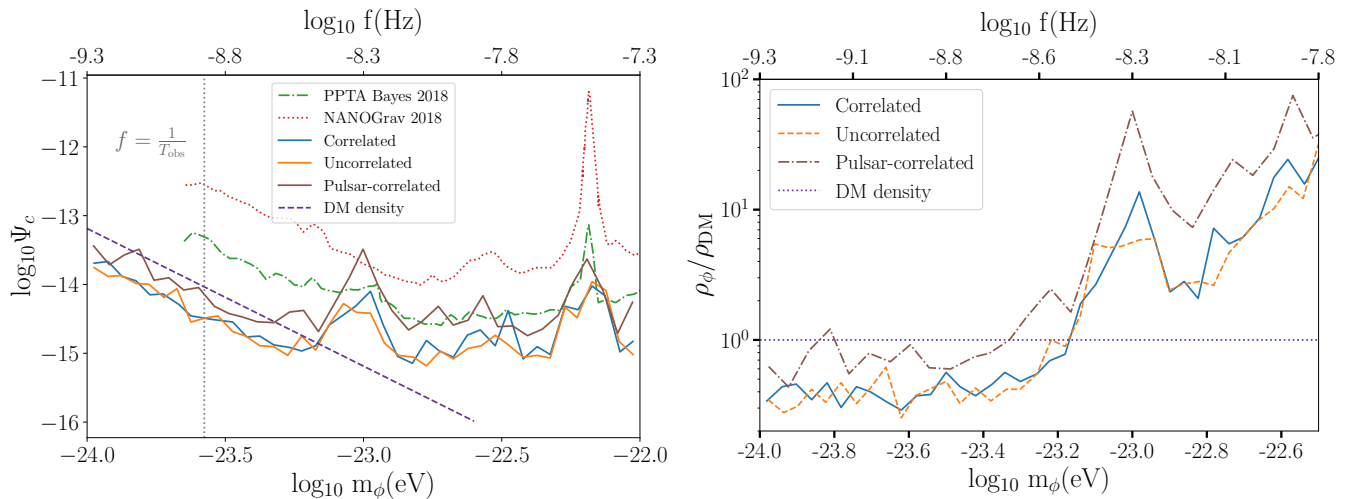 log₁₀ f(Hz)
-9.3 -8.8 -8.3 -7.8 -7.3
−11
−12
−13
−14
−15
−16
log₁₀Ψ_c
f = 1/T_obs
PPTA Bayes 2018
NANOGrav 2018
Correlated
Uncorrelated
Pulsar-correlated
DM density
−24.0 −23.5 −23.0 −22.5 −22.0
log₁₀ m_ϕ(eV)
log₁₀ f(Hz)
-9.3 -9.1 -8.8 -8.6 -8.3 -8.1 -7.8
10²
10¹
10⁰
ρ_ϕ/ρ_DM
Correlated
Uncorrelated
Pulsar-correlated
DM density
-24.0 -23.8 -23.6 -23.4 -23.2 -23.0 -22.8 -22.6
log₁₀ m_ϕ(eV)